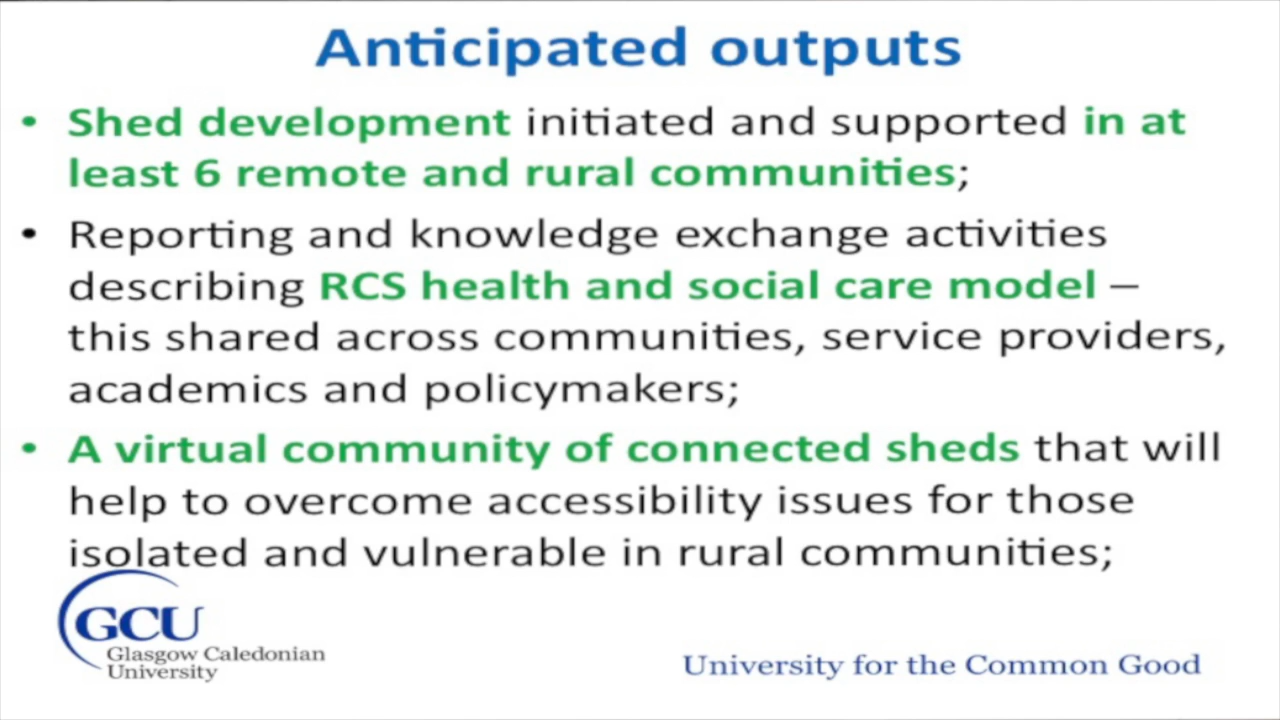 Anticipated outputs
• Shed development initiated and supported in at
least 6 remote and rural communities;
• Reporting and knowledge exchange activities
describing RCS health and social care model –
this shared across communities, service providers,
academics and policymakers;
• A virtual community of connected sheds that will
help to overcome accessibility issues for those
isolated and vulnerable in rural communities;
GCU
Glasgow Caledonian
University
University for the Common Good